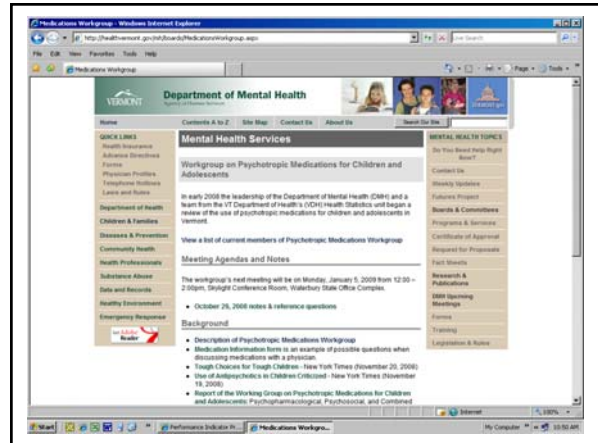 Medications Workgroup - Windows Internet Explorer
http://healthvermont.gov/mh/boards/MedicationsWorkgroup.aspx
Live Search
File Edit View Favorites Tools Help
Medications Workgroup
Page Tools
VERMONT
Department of Mental Health
Agency of Human Services
Home Contents A to Z Site Map Contact Us About Us Search Our Site
QUICK LINKS
Health Insurance
Advance Directives
Forms
Physician Profiles
Telephone Hotlines
Laws and Rules
Department of Health
Children & Families
Diseases & Prevention
Community Health
Health Professionals
Substance Abuse
Data and Records
Healthy Environment
Emergency Response
Get Adobe
Reader
Mental Health Services
Workgroup on Psychotropic Medications for Children and
Adolescents
In early 2008 the leadership of the Department of Mental Health (DMH) and a
team from the VT Department of Health's (VDH) Health Statistics unit began a
review of the use of psychotropic medications for children and adolescents in
Vermont.
View a list of current members of Psychotropic Medications Workgroup
Meeting Agendas and Notes
The workgroup's next meeting will be on Monday, January 5, 2009 from 12:00 –
2:00pm, Skylight Conference Room, Waterbury State Office Complex.
October 29, 2008 notes & reference questions
Background
Description of Psychotropic Medications Workgroup
Medication Information form is an example of possible questions when
discussing medications with a physician.
Tough Choices for Tough Children - New York Times (November 20, 2008)
Use of Antipsychotics in Children Criticized - New York Times (November
19, 2008)
Report of the Working Group on Psychotropic Medications for Children
and Adolescents: Psychopharmacological, Psychosocial, and Combined
MENTAL HEALTH TOPICS
Do You Need Help Right
Now?
Contact Us
Weekly Updates
Futures Project
Boards & Committees
Programs & Services
Certificate of Approval
Request for Proposals
Fact Sheets
Research &
Publications
DMH Upcoming
Meetings
Forms
Training
Legislation & Rules
Internet 100%
Start Performance Indicator Pr... Medications Workgro... My Computer 10:50 AM